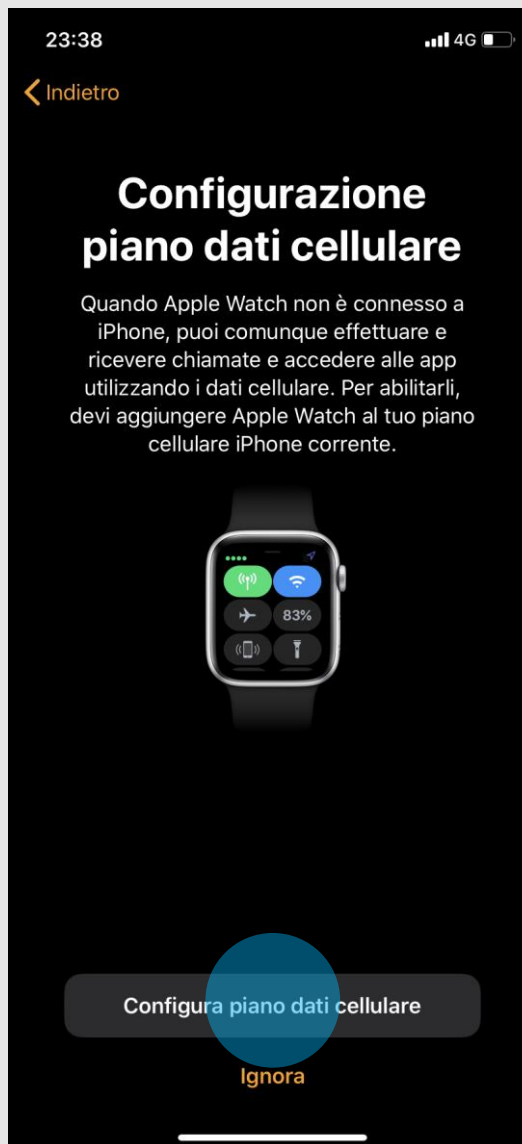 23:38
4G
Indietro
Configurazione
piano dati cellulare
Quando Apple Watch non è connesso a
iPhone, puoi comunque effettuare e
ricevere chiamate e accedere alle app
utilizzando i dati cellulare. Per abilitarli,
devi aggiungere Apple Watch al tuo piano
cellulare iPhone corrente.
83%
Configura piano dati cellulare
Ignora